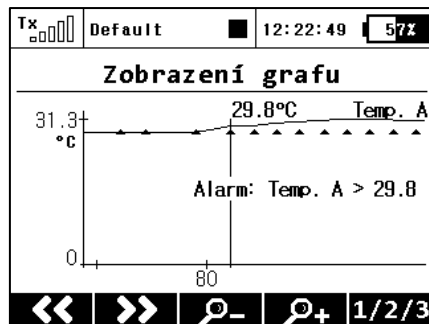 Tx Default 12:22:49 57%
Zobrazení grafu
29.8°C Temp. A
31.3
°C
Alarm: Temp. A > 29.8
0
80
1/2/3